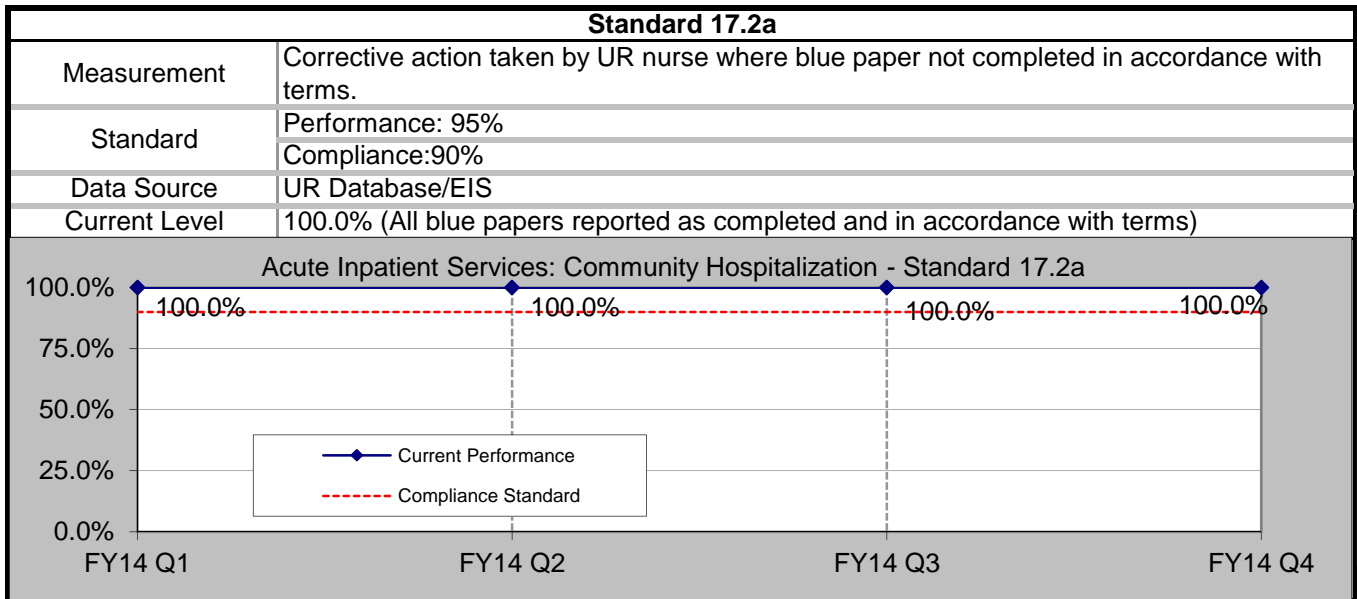 Standard 17.2a
Measurement
Corrective action taken by UR nurse where blue paper not completed in accordance with
terms.
Standard
Performance: 95%
Compliance:90%
Data Source
UR Database/EIS
Current Level
100.0% (All blue papers reported as completed and in accordance with terms)
Acute Inpatient Services: Community Hospitalization - Standard 17.2a
100.0%
75.0%
50.0%
25.0%
0.0%
100.0%
100.0%
100.0%
100.0%
Current Performance
Compliance Standard
FY14 Q1
FY14 Q2
FY14 Q3
FY14 Q4